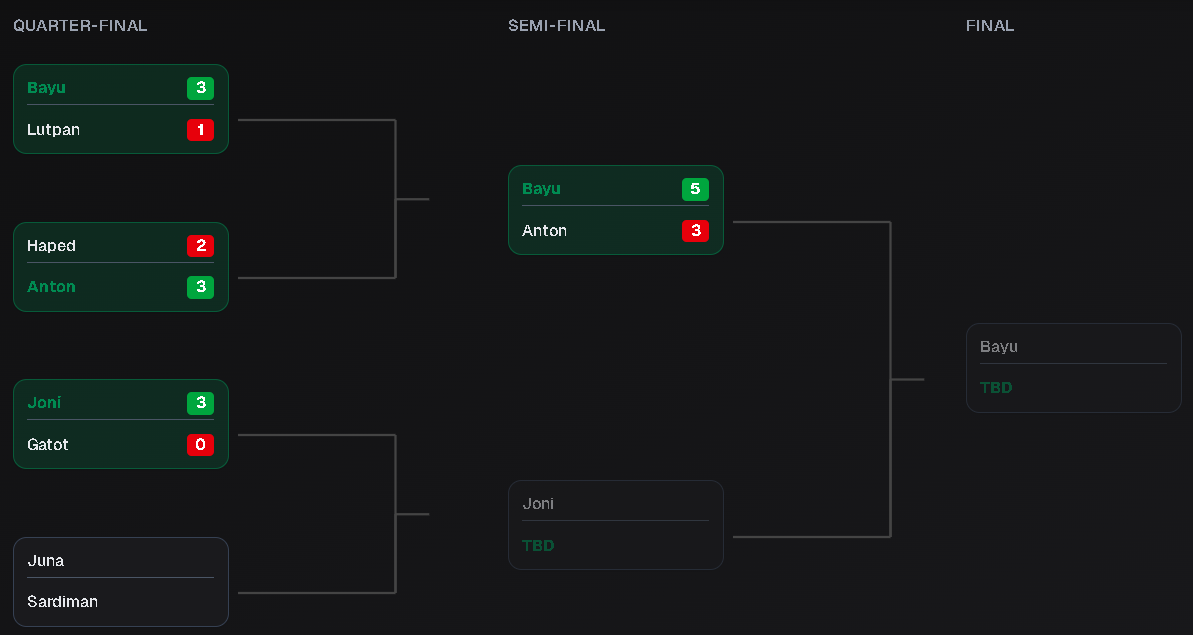 QUARTER-FINAL
Bayu 3
Lutpan 1
Haped 2
Anton 3
Joni 3
Gatot 0
Juna
Sardiman
SEMI-FINAL
Bayu 5
Anton 3
Joni
TBD
FINAL
Bayu
TBD